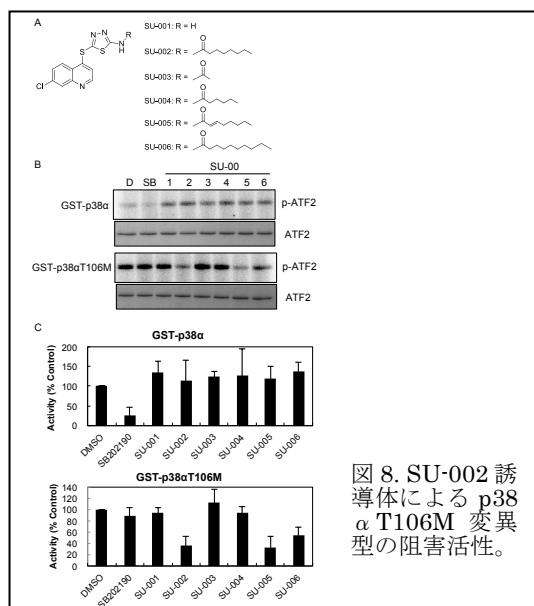 A
SU-001: R = H
SU-002: R =
O
SU-003: R =
O
SU-004: R =
O
SU-005: R =
O
SU-006: R =
O
N-N
S
S
N
H
R
Cl
N
B
SU-00
D SB 1 2 3 4 5 6
GST-p38α
p-ATF2
ATF2
GST-p38αT106M
p-ATF2
ATF2
C
GST-p38α
Activity (% Control)
200
150
100
50
0
DMSO
SB202190
SU-001
SU-002
SU-003
SU-004
SU-005
SU-006
GST-p38αT106M
Activity (% Control)
140
120
100
80
60
40
20
0
DMSO
SB202190
SU-001
SU-002
SU-003
SU-004
SU-005
SU-006
図 8. SU-002 誘
導体による p38
α T106M 変異
型の阻害活性。